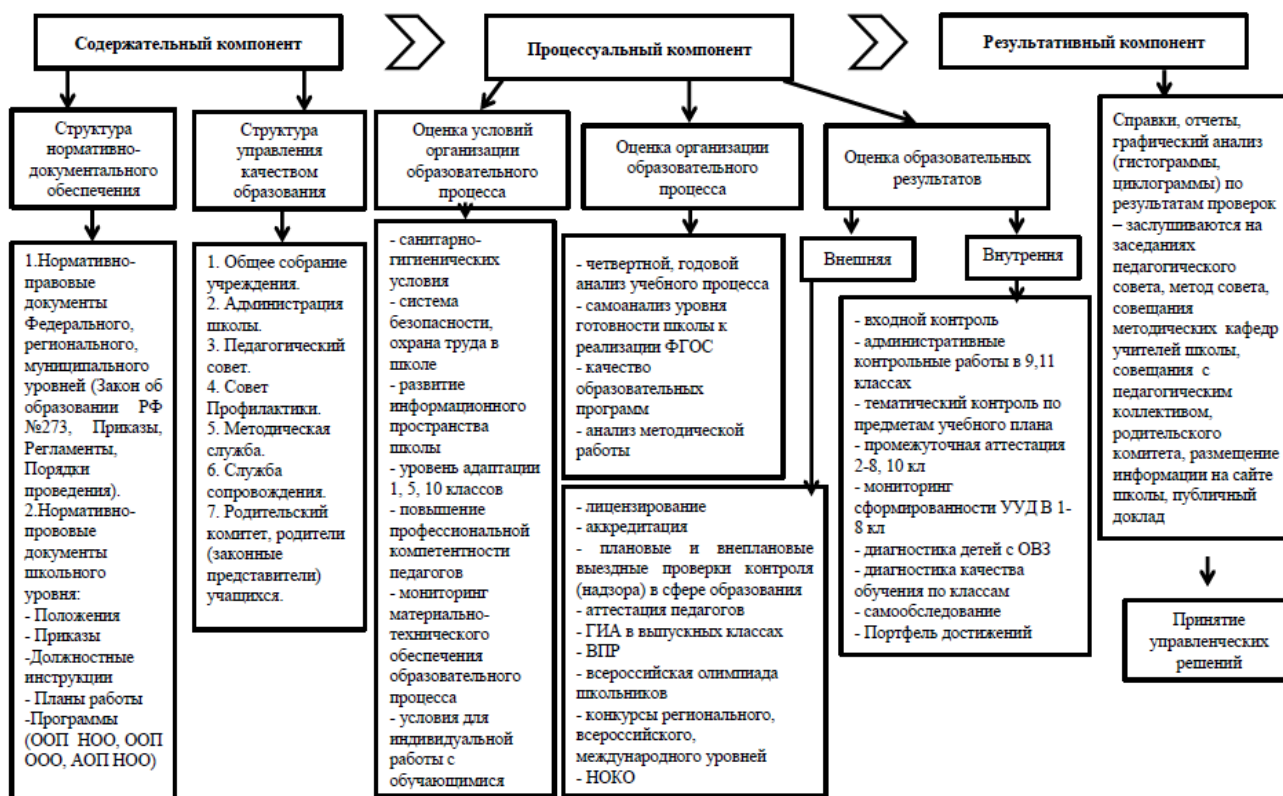 Содержательный компонент
Процессуальный компонент
Результативный компонент
Структура
нормативно-
документального
обеспечения
Структура
управления
качеством
образования
Оценка условий
организации
образовательного
процесса
Оценка организации
образовательного
процесса
Оценка образовательных
результатов
Справки, отчеты,
графический анализ
(гистограммы,
циклограммы) по
результатам проверок
– заслушиваются на
заседаниях
педагогического
совета, метод совета,
совещания
методических кафедр
учителей школы,
совещания с
педагогическим
коллективом,
родительского
комитета, размещение
информации на сайте
школы, публичный
доклад
1.Нормативно-
правовые
документы
Федерального,
регионального,
муниципального
уровней (Закон об
образовании РФ
№273, Приказы,
Регламенты,
Порядки
проведения).
2.Нормативно-
прововые
документы
школьного
уровня:
- Положения
- Приказы
-Должностные
инструкции
- Планы работы
-Программы
(ООП НОО, ООП
ООО, АОП НОО)
1. Общее собрание
учреждения.
2. Администрация
школы.
3. Педагогический
совет.
4. Совет
Профилактики.
5. Методическая
служба.
6. Служба
сопровождения.
7. Родительский
комитет, родители
(законные
представители)
учащихся.
- санитарно-
гигиенических
условия
- система
безопасности,
охрана труда в
школе
- развитие
информационного
пространства
школы
- уровень адаптации
1, 5, 10 классов
- повышение
профессиональной
компетентности
педагогов
- мониторинг
материально-
технического
обеспечения
образовательного
процесса
- условия для
индивидуальной
работы с
обучающимися
- четвертной, годовой
анализ учебного процесса
- самоанализ уровня
готовности школы к
реализации ФГОС
- качество
образовательных
программ
- анализ методической
работы
Внешняя
Внутрення
- лицензирование
- аккредитация
- плановые и внеплановые
выездные проверки контроля
(надзора) в сфере образования
- аттестация педагогов
- ГИА в выпускных классах
- ВПР
- всероссийская олимпиада
школьников
- конкурсы регионального,
всероссийского,
международного уровней
- НОКО
- входной контроль
- административные
контрольные работы в 9,11
классах
- тематический контроль по
предметам учебного плана
- промежуточная аттестация
2-8, 10 кл
- мониторинг
сформированности УУД В 1-
8 кл
- диагностика детей с ОВЗ
- диагностика качества
обучения по классам
- самообследование
- Портфель достижений
Принятие
управленческих
решений